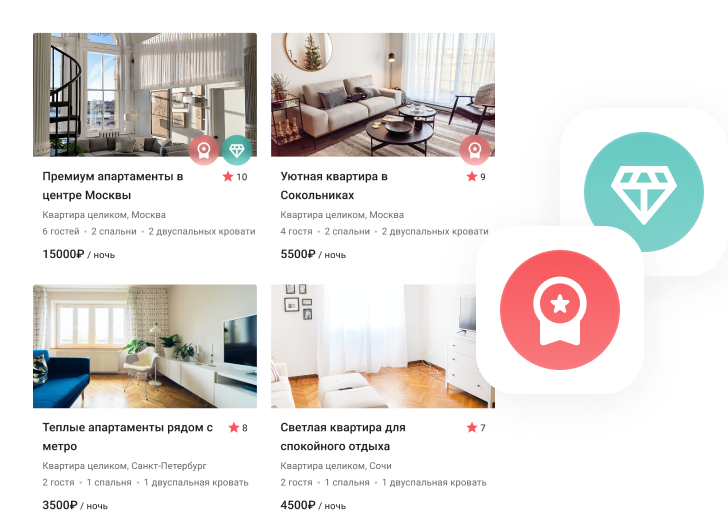 Премиум апартаменты в
центре Москвы
10
Квартира целиком, Москва
6 гостей • 2 спальни • 2 двуспальных кровати
15000₽ / ночь
Уютная квартира в
Сокольниках
9
Квартира целиком, Москва
4 гостя • 2 спальни • 2 двуспальных кровати
5500₽ / ночь
Теплые апартаменты рядом с
метро
8
Квартира целиком, Санкт-Петербург
2 гостя • 1 спальня • 1 двуспальная кровать
3500₽ / ночь
Светлая квартира для
спокойного отдыха
7
Квартира целиком, Сочи
2 гостя • 1 спальня • 1 двуспальная кровать
4500₽ / ночь